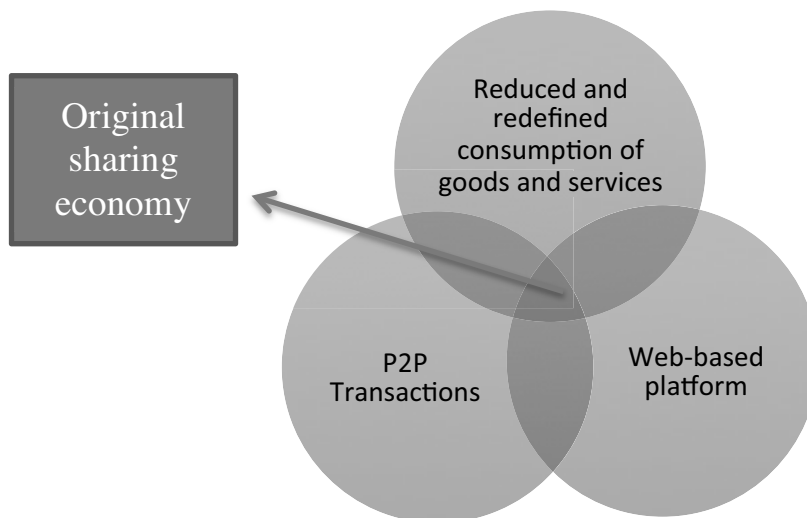 Original
sharing
economy
Reduced and
redefined
consumption of
goods and services
P2P
Transactions
Web-based
platform